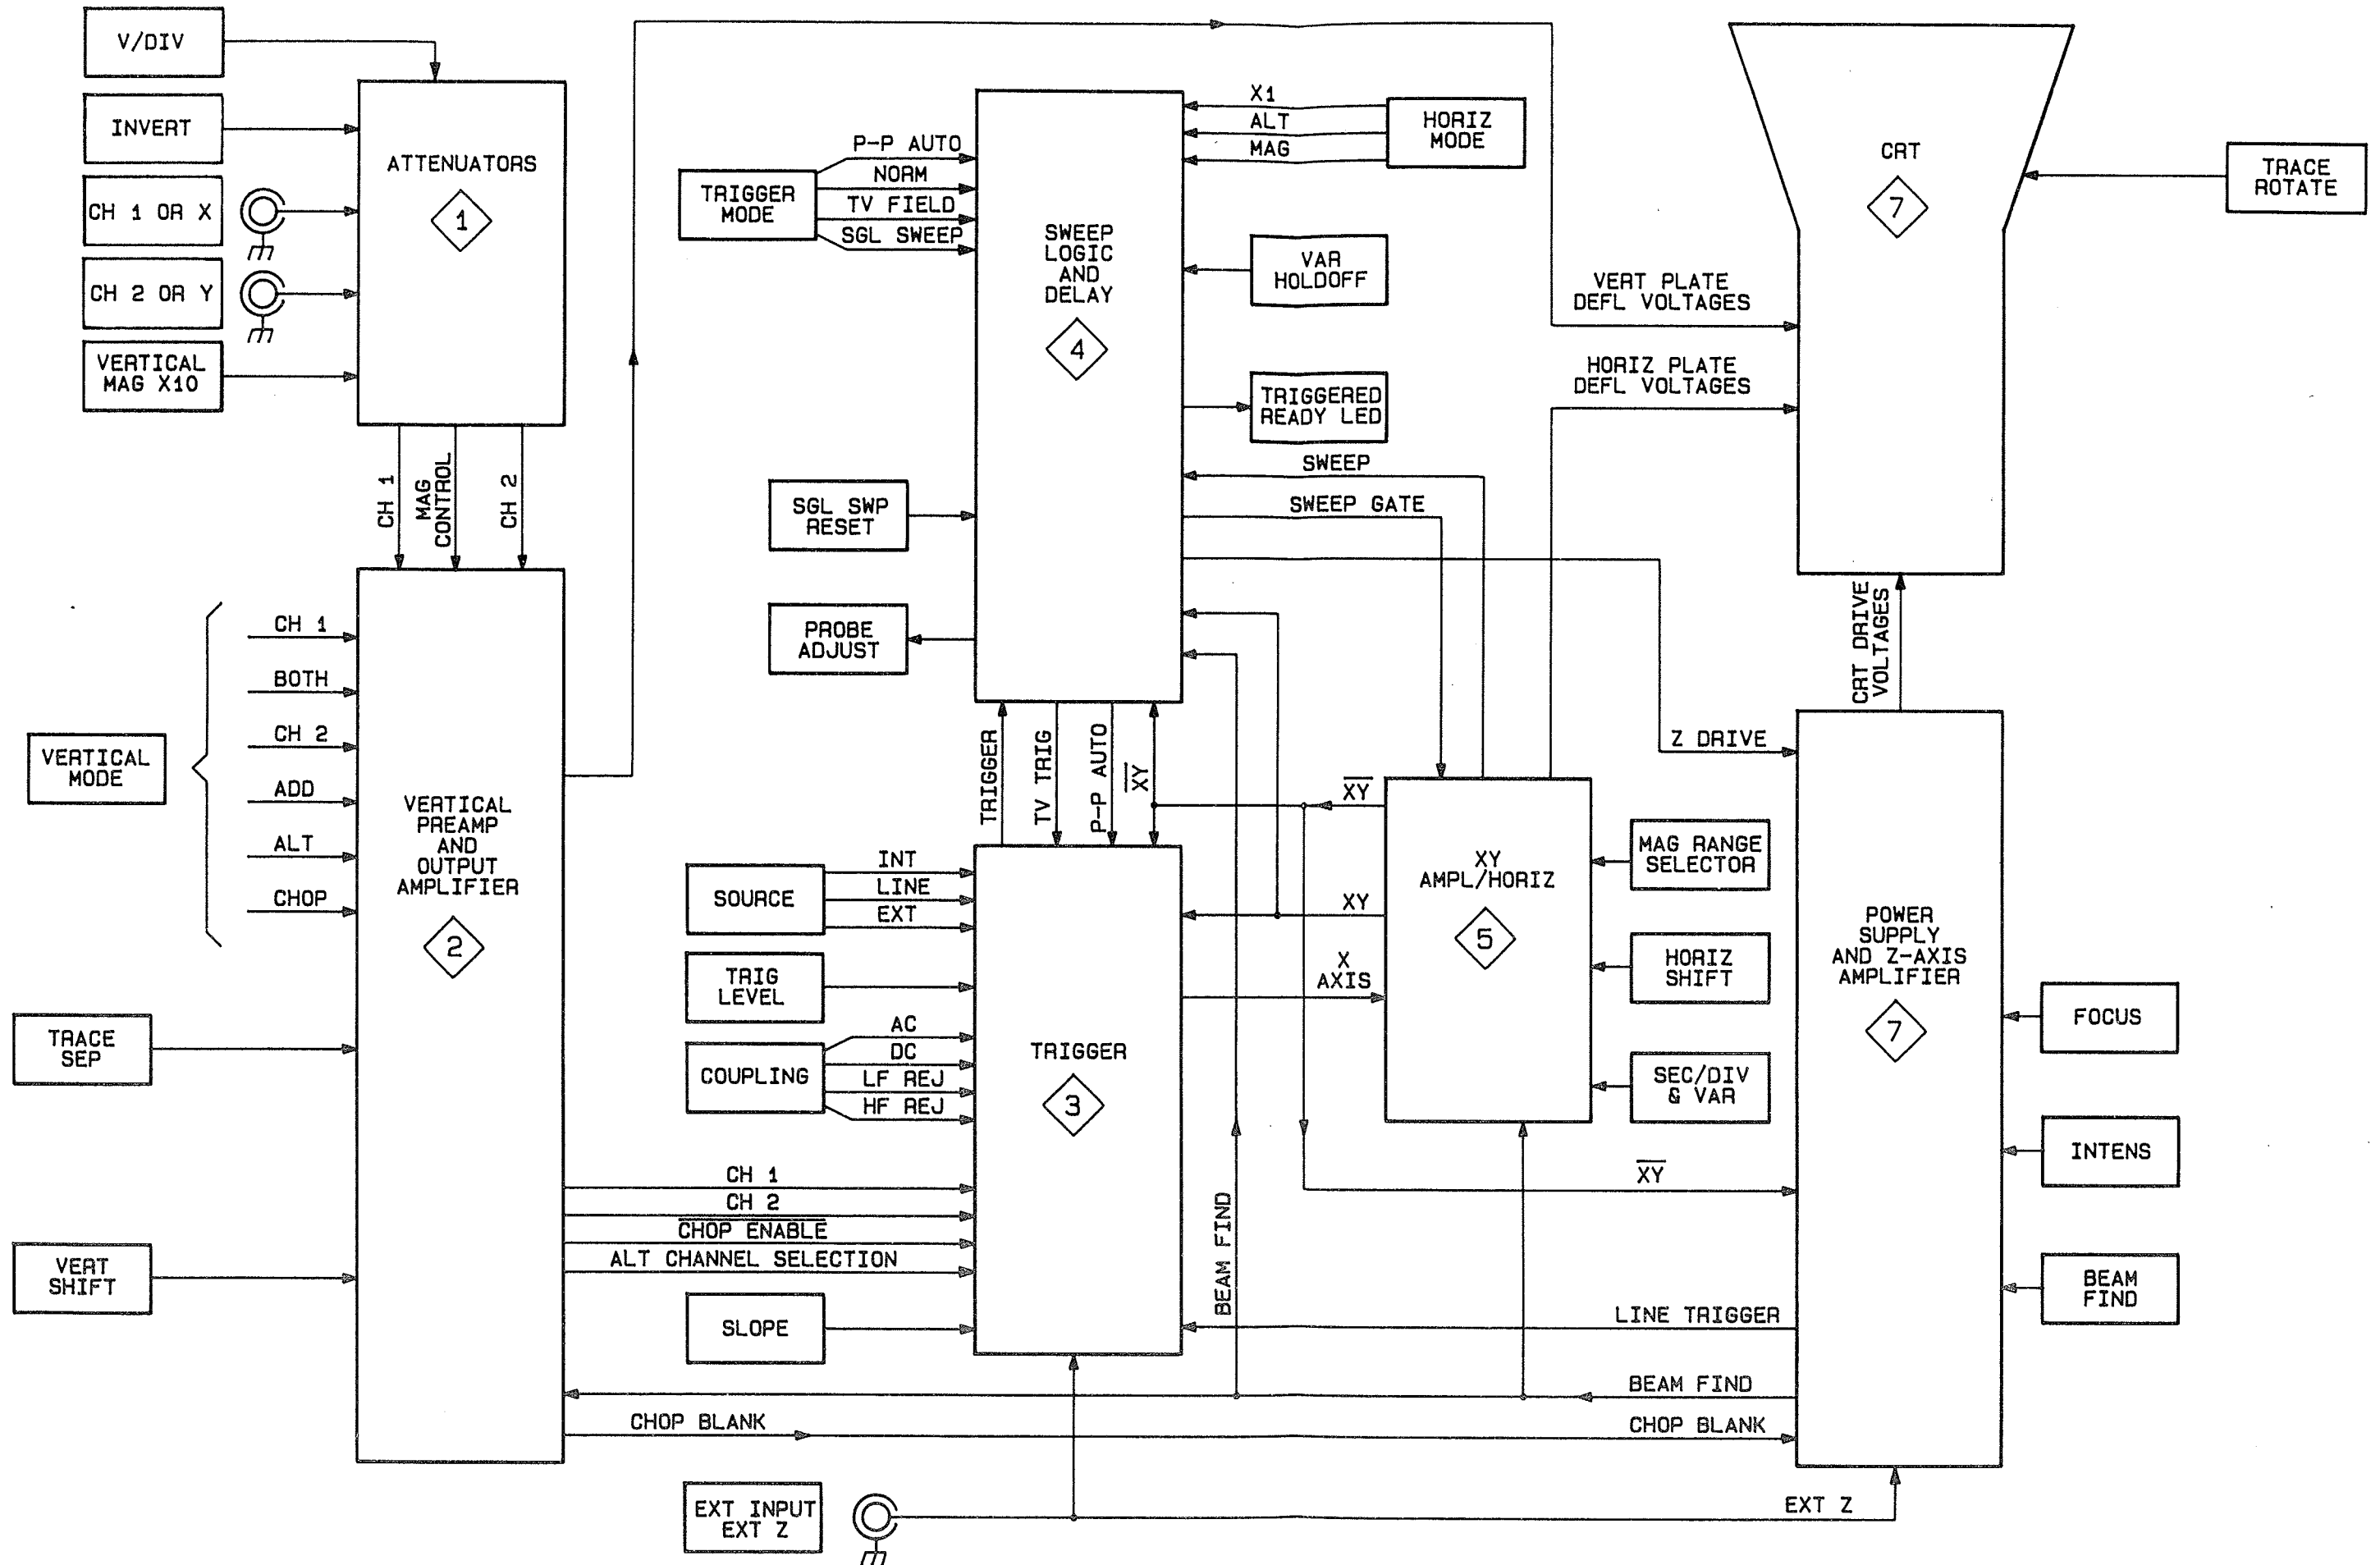 V/DIV
INVERT
CH 1 OR X
CH 2 OR Y
VERTICAL
MAG X10
ATTENUATORS
1
CH 1
MAG
CONTROL
CH 2
VERTICAL
MODE
CH 1
BOTH
CH 2
ADD
ALT
CHOP
TRACE
SEP
VERT
SHIFT
VERTICAL
PREAMP
AND
OUTPUT
AMPLIFIER
2
TRIGGER
MODE
P-P AUTO
NORM
TV FIELD
SGL SWEEP
SWEEP
LOGIC
AND
DELAY
4
X1
ALT
MAG
HORIZ
MODE
VAR
HOLDOFF
TRIGGERED
READY LED
SGL SWP
RESET
PROBE
ADJUST
SWEEP
SWEEP GATE
TRIGGER
TV TRIG
P-P AUTO
X̅Y̅
SOURCE
INT
LINE
EXT
TRIG
LEVEL
COUPLING
AC
DC
LF REJ
HF REJ
CH 1
CH 2
C̅H̅O̅P̅ ̅E̅N̅A̅B̅L̅E̅
ALT CHANNEL SELECTION
SLOPE
TRIGGER
3
X̅Y̅
XY
X
AXIS
BEAM FIND
XY
AMPL/HORIZ
5
MAG RANGE
SELECTOR
HORIZ
SHIFT
SEC/DIV
& VAR
VERT PLATE
DEFL VOLTAGES
HORIZ PLATE
DEFL VOLTAGES
CRT
7
TRACE
ROTATE
CRT DRIVE
VOLTAGES
Z DRIVE
X̅Y̅
LINE TRIGGER
BEAM FIND
CHOP BLANK
CHOP BLANK
POWER
SUPPLY
AND Z-AXIS
AMPLIFIER
7
FOCUS
INTENS
BEAM
FIND
EXT INPUT
EXT Z
EXT Z